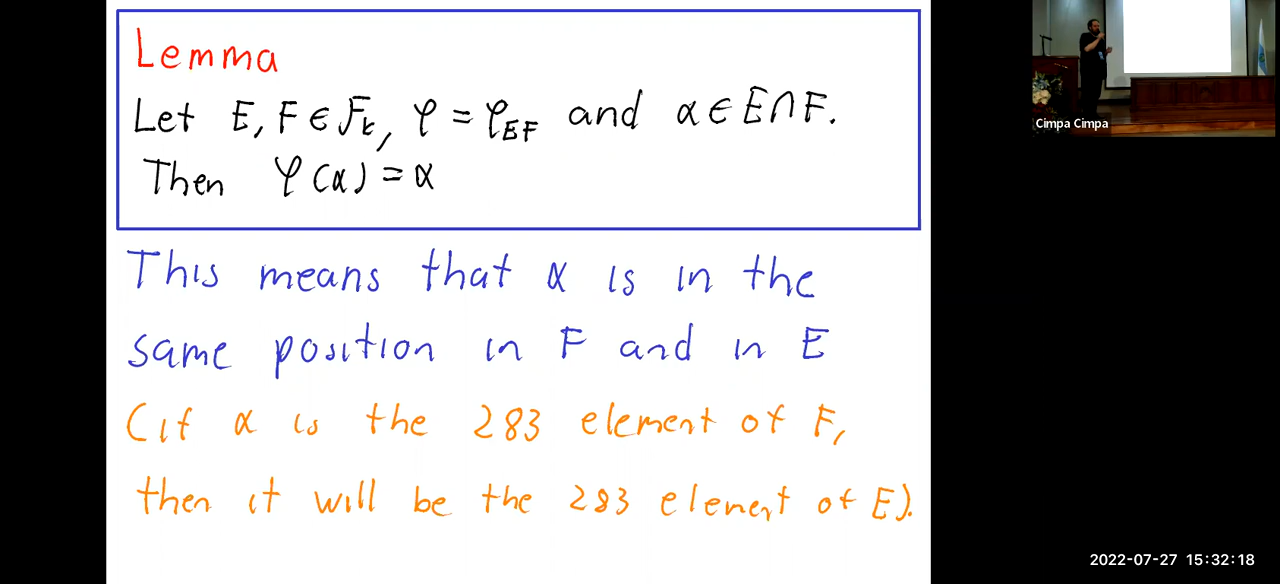 Lemma
Let E, F ∈ F_k, φ = φ_EF and α ∈ E∩F.
Then φ(α) = α
This means that α is in the
same position in F and in E
(if α is the 283 element of F,
then it will be the 283 element of E).
Cimpa Cimpa
2022-07-27 15:32:18